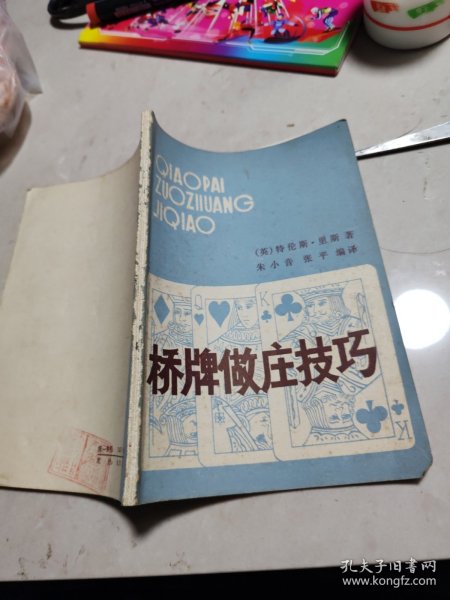 QIAOPAI
ZUOZHUANG
JIQIAO
(英)特伦斯·里斯 著
朱小音 张平 编译
Q
K
桥牌做庄技巧
K
孔夫子旧书网
www.kongfz.com